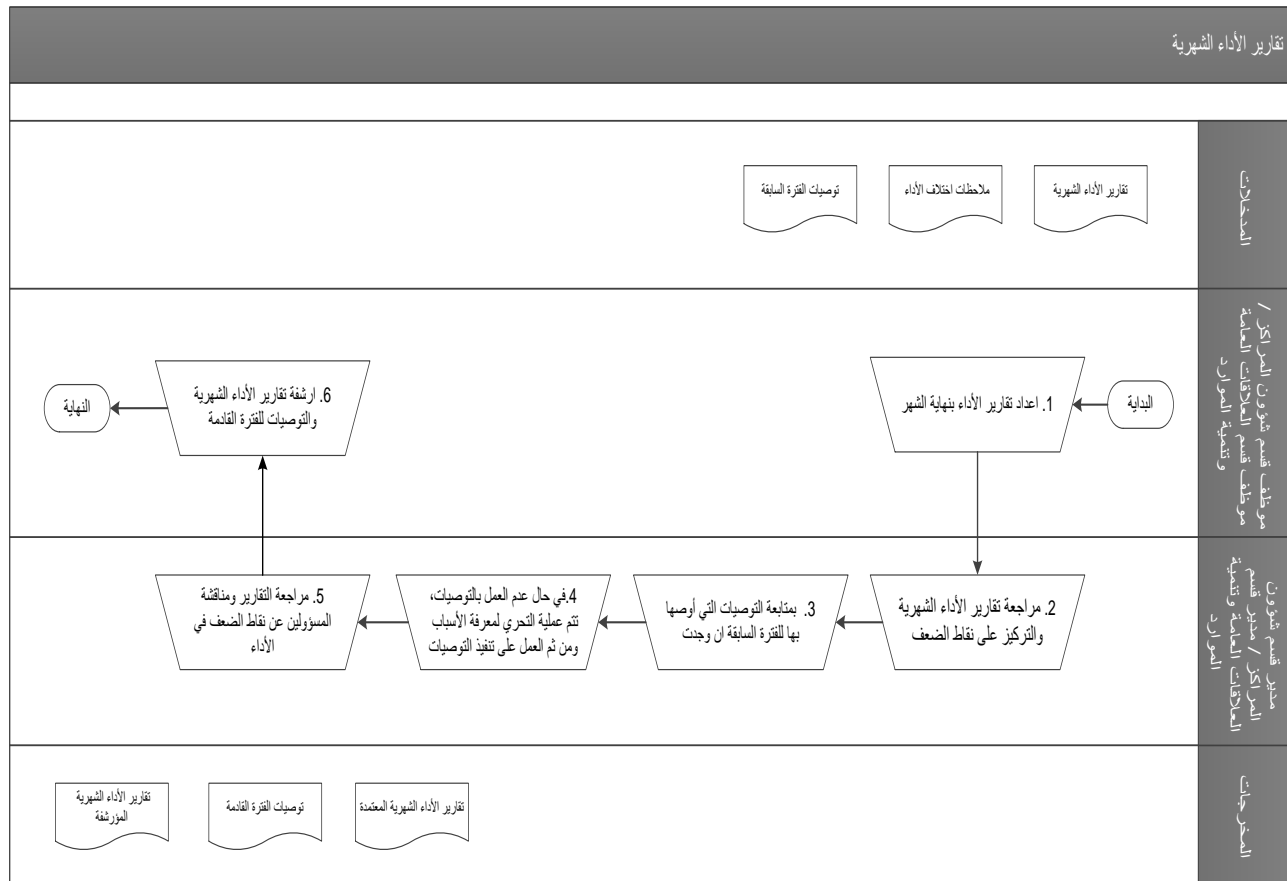 تقارير الأداء الشهرية
المدخلات
تقارير الأداء الشهرية
ملاحظات اختلاف الأداء
توصيات الفترة السابقة
موظف قسم شؤون المراكز /
موظف قسم العلاقات العامة
وتنمية الموارد
البداية
1. اعداد تقارير الأداء بنهاية الشهر
6. ارشفة تقارير الأداء الشهرية
والتوصيات للفترة القادمة
النهاية
مدير قسم شؤون
المراكز / مدير قسم
العلاقات العامة وتنمية
الموارد
2. مراجعة تقارير الأداء الشهرية
والتركيز على نقاط الضعف
3. بمتابعة التوصيات التي أوصها
بها للفترة السابقة ان وجدت
4.في حال عدم العمل بالتوصيات،
تتم عملية التحري لمعرفة الأسباب
ومن ثم العمل على تنفيذ التوصيات
5. مراجعة التقارير ومناقشة
المسؤولين عن نقاط الضعف في
الأداء
المخرجات
تقارير الأداء الشهرية المعتمدة
توصيات الفترة القادمة
تقارير الأداء الشهرية
المؤرشفة